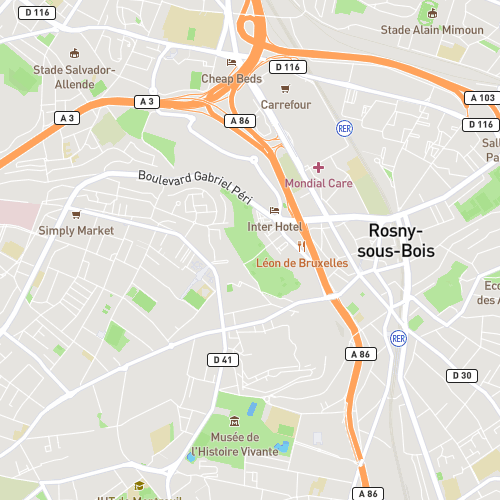 D 116
Stade Alain Mimoun
Stade Salvador-
Allende
Cheap Beds
D 116
A 3
Carrefour
A 103
A 3
A 86
D 116
RER
Mondial Care
Boulevard Gabriel Péri
Simply Market
Inter Hotel
Rosny-
sous-Bois
Léon de Bruxelles
RER
A 86
D 41
D 30
Musée de
l'Histoire Vivante
A 86